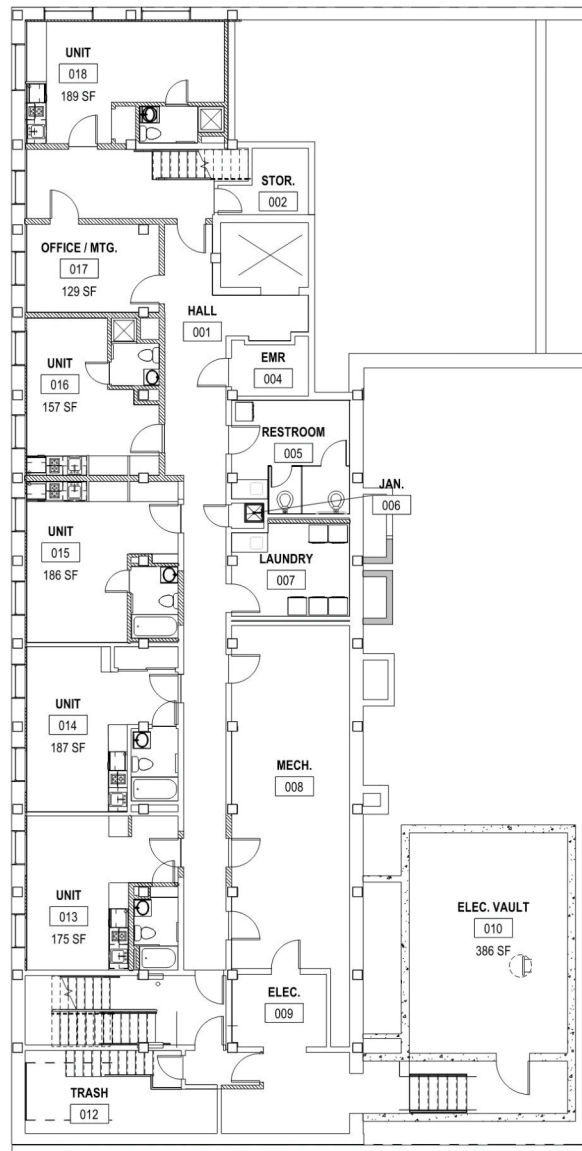 UNIT
018
189 SF
STOR.
002
OFFICE / MTG.
017
129 SF
HALL
001
EMR
004
UNIT
016
157 SF
RESTROOM
005
JAN.
006
UNIT
015
186 SF
LAUNDRY
007
UNIT
014
187 SF
MECH.
008
UNIT
013
175 SF
ELEC. VAULT
010
386 SF
ELEC.
009
TRASH
012